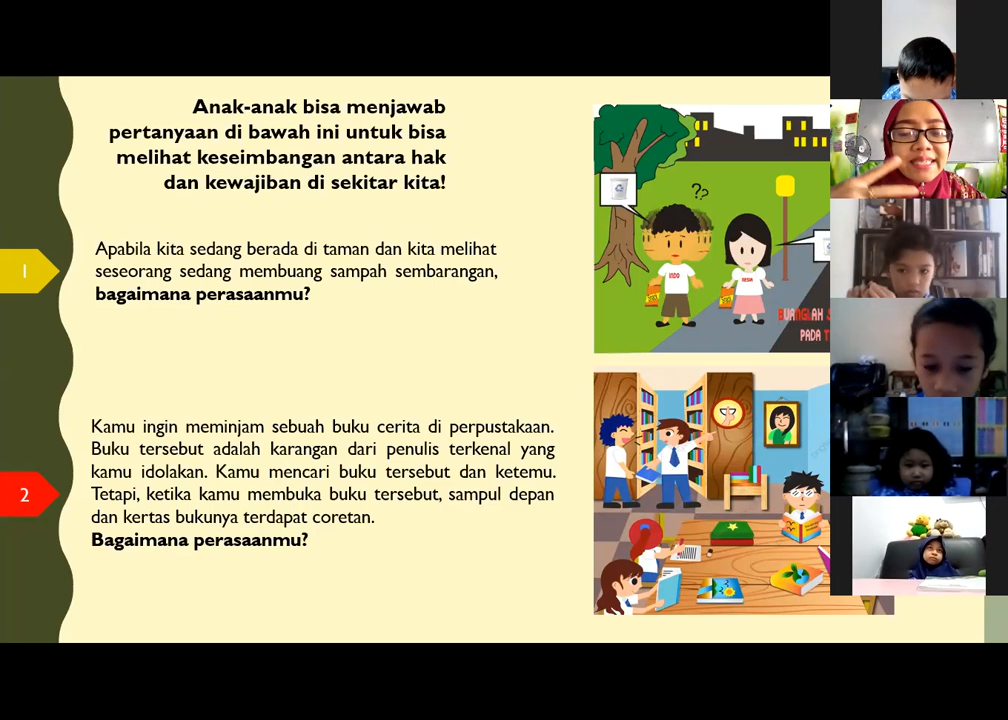 Anak-anak bisa menjawab
pertanyaan di bawah ini untuk bisa
melihat keseimbangan antara hak
dan kewajiban di sekitar kita!
1
Apabila kita sedang berada di taman dan kita melihat
seseorang sedang membuang sampah sembarangan,
bagaimana perasaanmu?
??
INDO
NESIA
BUANGLAH S
PADA T
2
Kamu ingin meminjam sebuah buku cerita di perpustakaan.
Buku tersebut adalah karangan dari penulis terkenal yang
kamu idolakan. Kamu mencari buku tersebut dan ketemu.
Tetapi, ketika kamu membuka buku tersebut, sampul depan
dan kertas bukunya terdapat coretan.
Bagaimana perasaanmu?